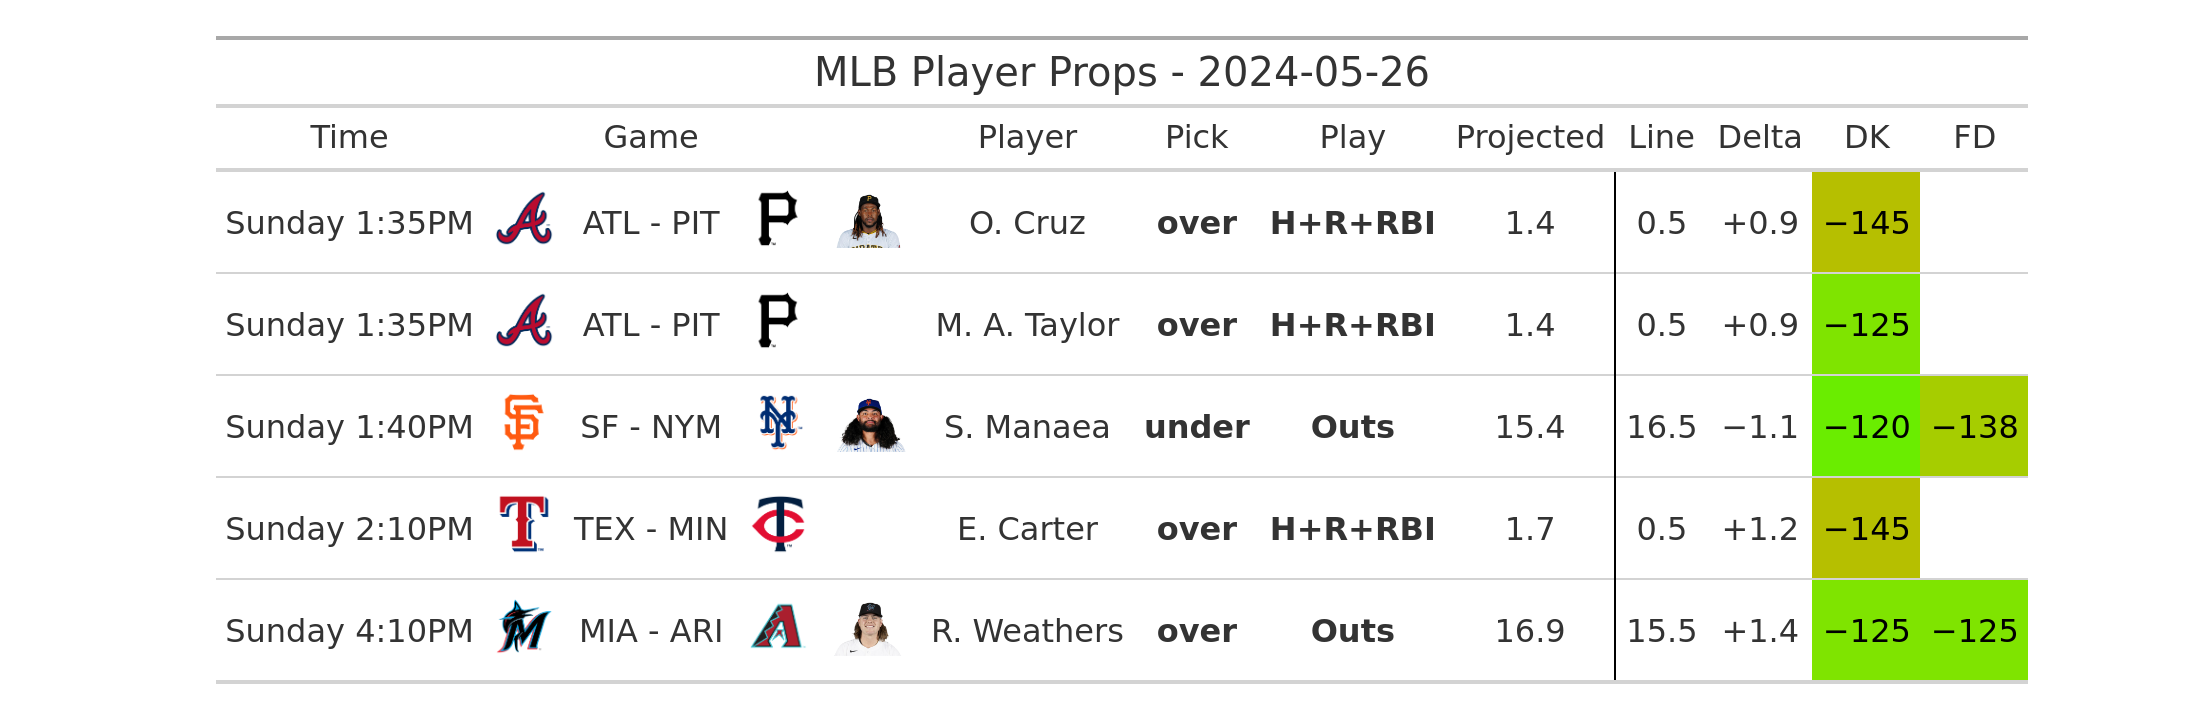 MLB Player Props - 2024-05-26
Time Game Player Pick Play Projected Line Delta DK FD
Sunday 1:35PM ATL - PIT O. Cruz over H+R+RBI 1.4 0.5 +0.9 −145
Sunday 1:35PM ATL - PIT M. A. Taylor over H+R+RBI 1.4 0.5 +0.9 −125
Sunday 1:40PM SF - NYM S. Manaea under Outs 15.4 16.5 −1.1 −120 −138
Sunday 2:10PM TEX - MIN E. Carter over H+R+RBI 1.7 0.5 +1.2 −145
Sunday 4:10PM MIA - ARI R. Weathers over Outs 16.9 15.5 +1.4 −125 −125